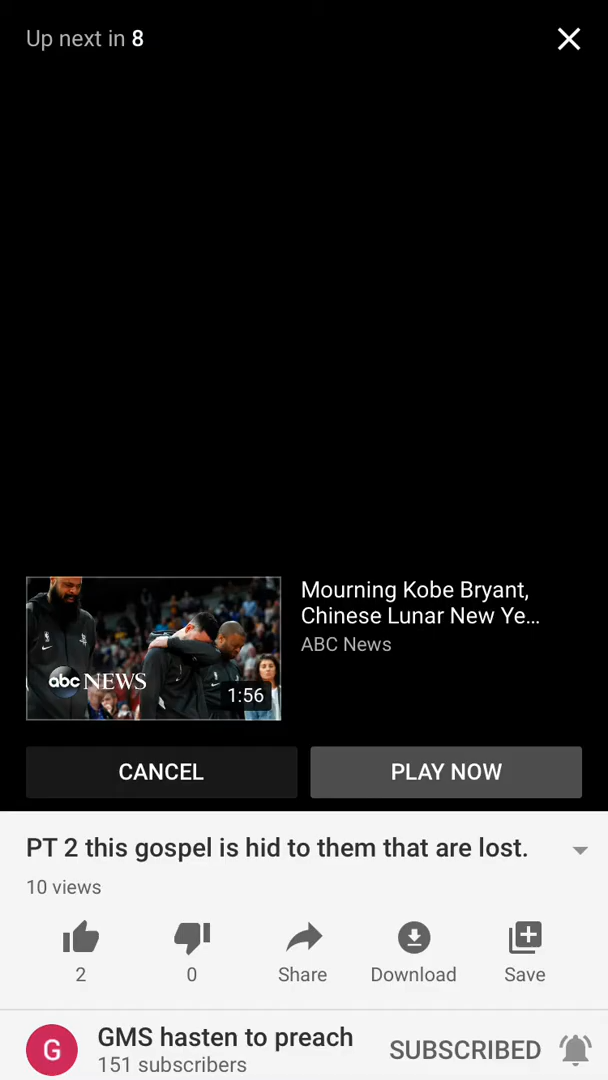 Up next in 8
Mourning Kobe Bryant,
Chinese Lunar New Ye...
ABC News
abc NEWS
1:56
CANCEL
PLAY NOW
PT 2 this gospel is hid to them that are lost.
10 views
2
0
Share
Download
Save
G
GMS hasten to preach
151 subscribers
SUBSCRIBED